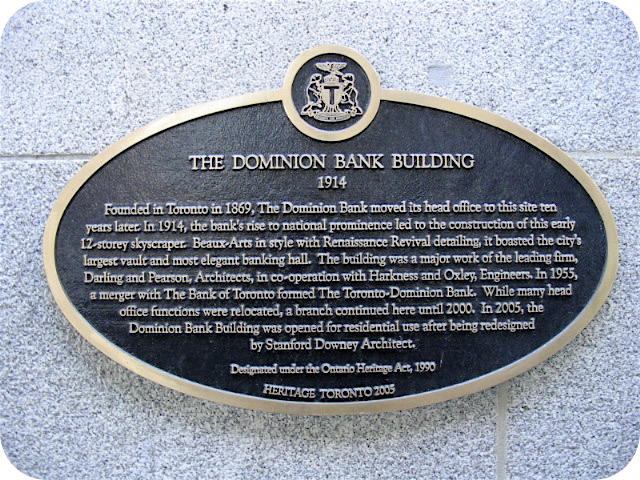 THE DOMINION BANK BUILDING
1914
Founded in Toronto in 1869, The Dominion Bank moved its head office to this site ten
years later. In 1914, the bank's rise to national prominence led to the construction of this early
12-storey skyscraper. Beaux-Arts in style with Renaissance Revival detailing, it boasted the city's
largest vault and most elegant banking hall. The building was a major work of the leading firm,
Darling and Pearson, Architects, in co-operation with Harkness and Oxley, Engineers. In 1955,
a merger with The Bank of Toronto formed The Toronto-Dominion Bank. While many head
office functions were relocated, a branch continued here until 2000. In 2005, the
Dominion Bank Building was opened for residential use after being redesigned
by Stanford Downey Architect.
Designated under the Ontario Heritage Act, 1990
HERITAGE TORONTO 2005